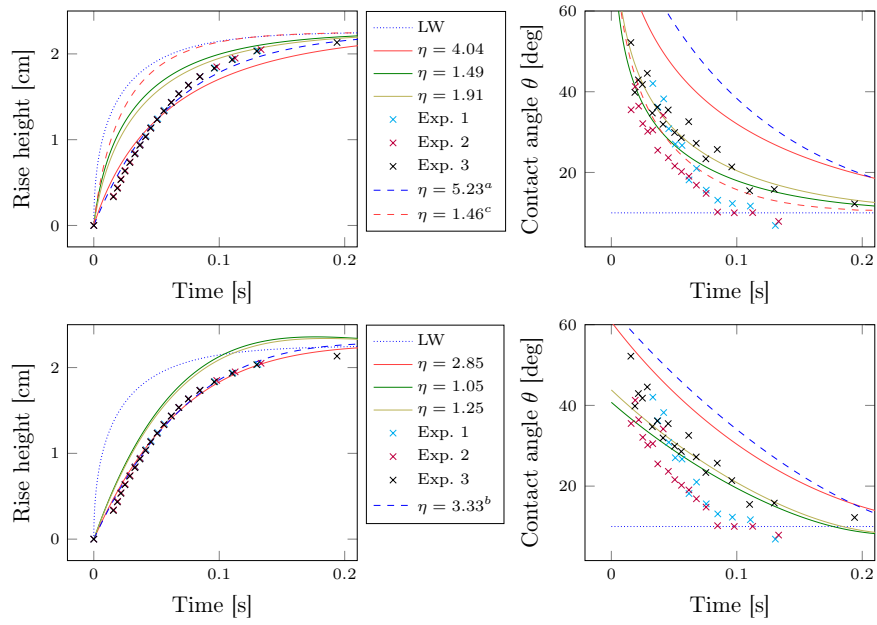 0
1
2
Rise height [cm]
0
0.1
0.2
Time [s]
LW
η = 4.04
η = 1.49
η = 1.91
Exp. 1
Exp. 2
Exp. 3
η = 5.23ᵃ
η = 1.46ᶜ
60
40
20
Contact angle θ [deg]
0
0.1
0.2
Time [s]
0
1
2
Rise height [cm]
0
0.1
0.2
Time [s]
LW
η = 2.85
η = 1.05
η = 1.25
Exp. 1
Exp. 2
Exp. 3
η = 3.33ᵇ
60
40
20
Contact angle θ [deg]
0
0.1
0.2
Time [s]